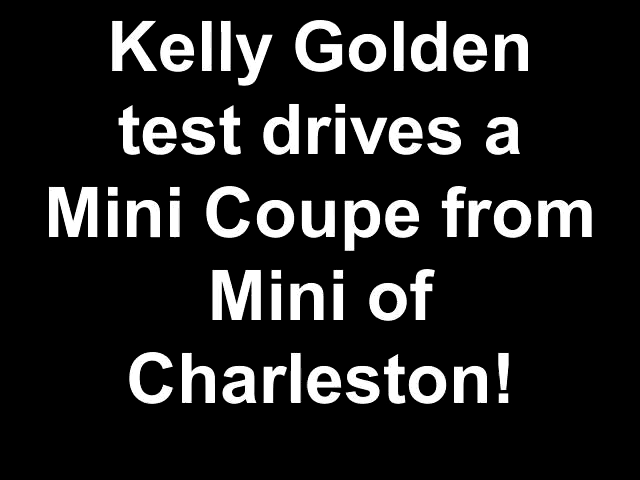 Kelly Golden
test drives a
Mini Coupe from
Mini of
Charleston!